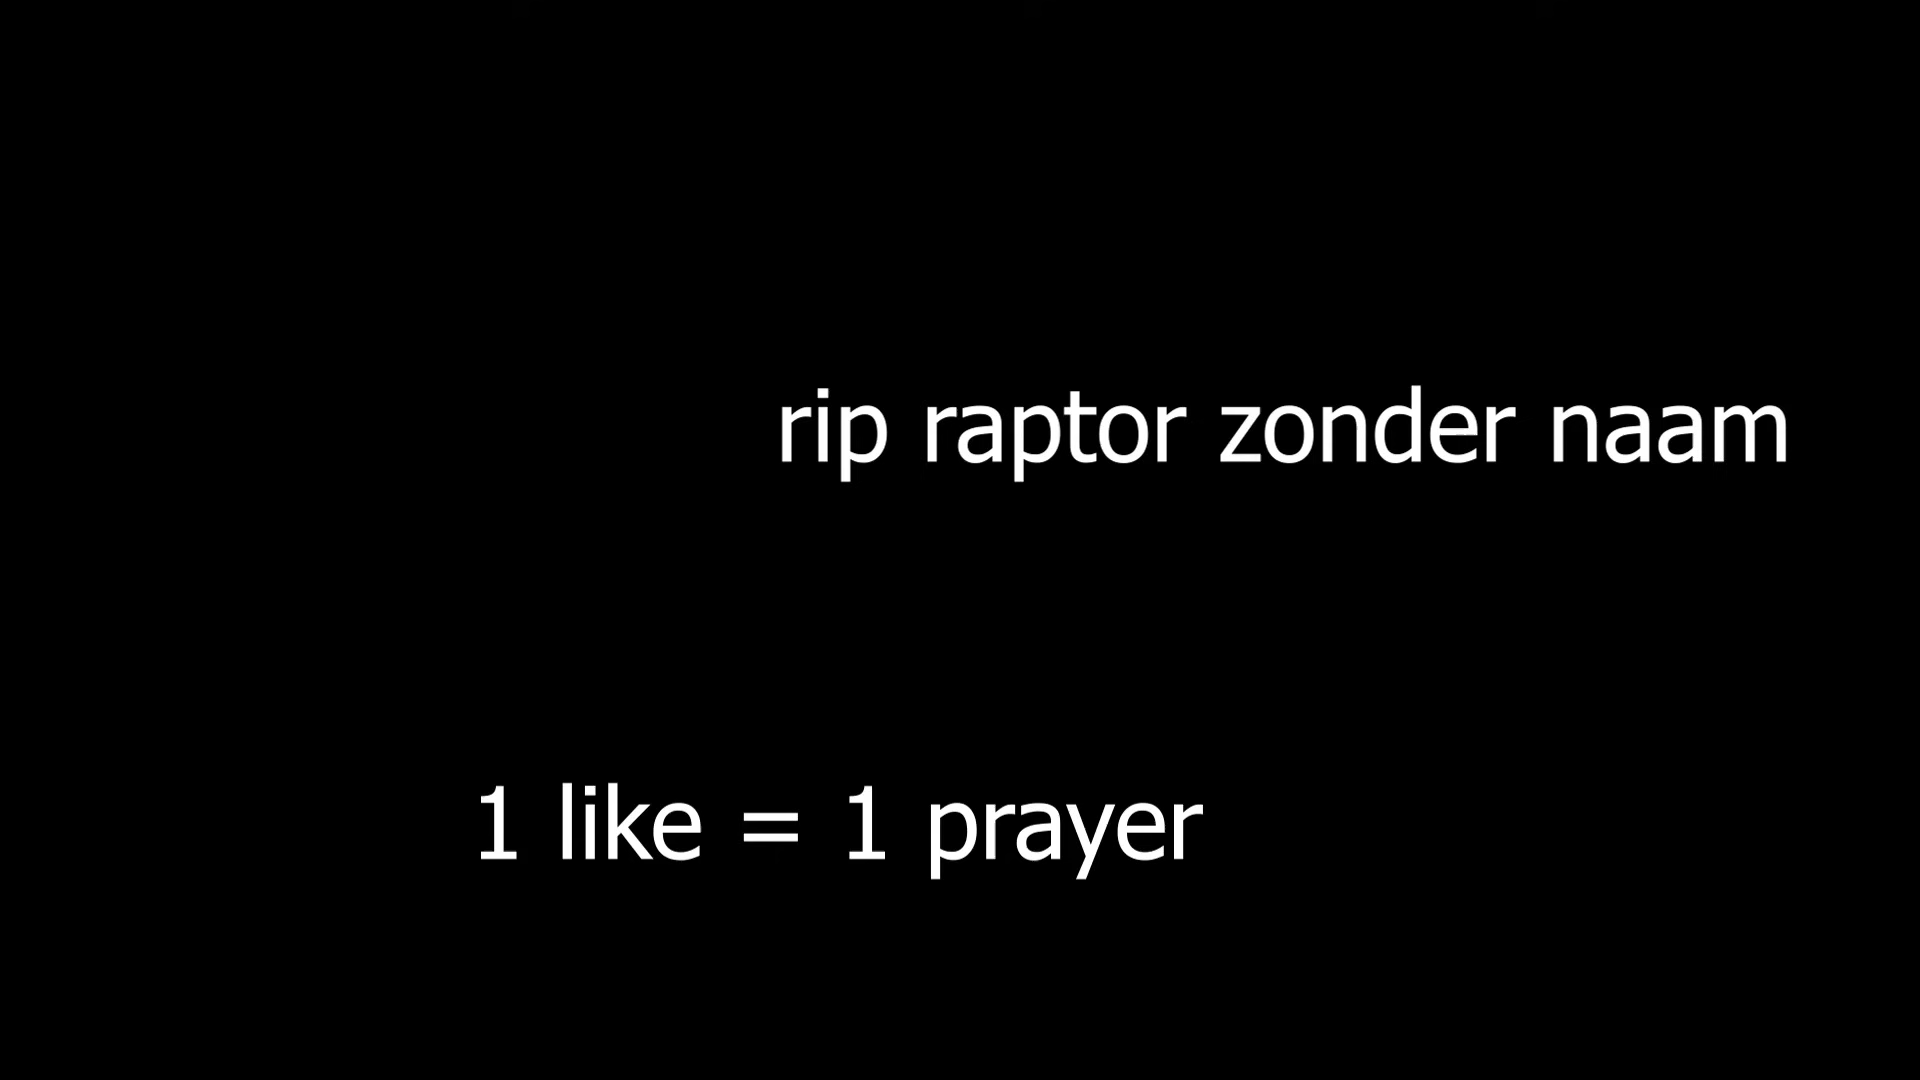 rip raptor zonder naam
1 like = 1 prayer